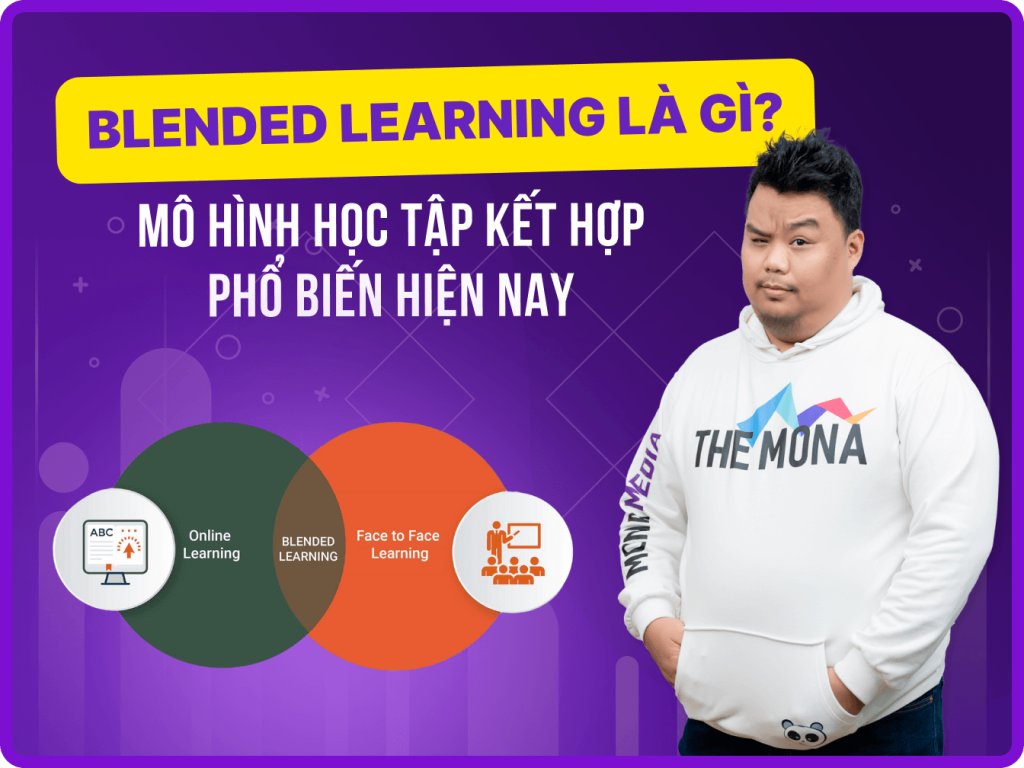 BLENDED LEARNING LÀ GÌ?
MÔ HÌNH HỌC TẬP KẾT HỢP
PHỔ BIẾN HIỆN NAY
THE MONA
MONA MEDIA
ABC
Online
Learning
BLENDED
LEARNING
Face to Face
Learning